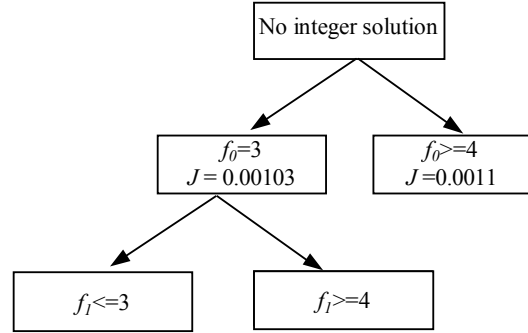 No integer solution
f0=3
J = 0.00103
f0>=4
J =0.0011
f1<=3
f1>=4